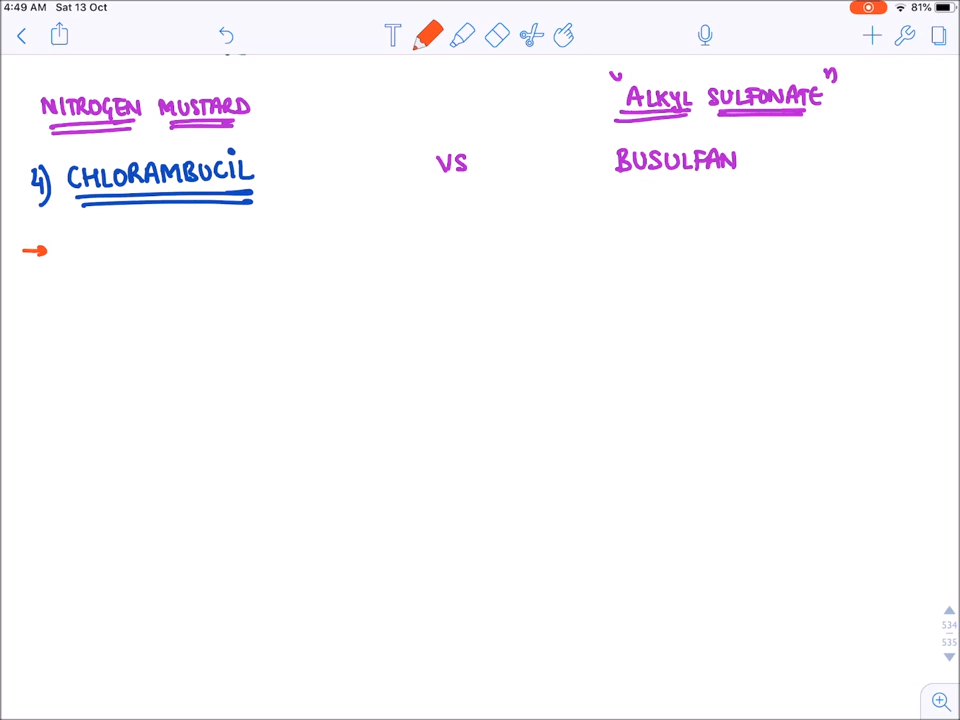 4:49 AM Sat 13 Oct 81%
T
NITROGEN MUSTARD
"ALKYL SULFONATE"
4) CHLORAMBUCIL VS BUSULFAN
→
534
535